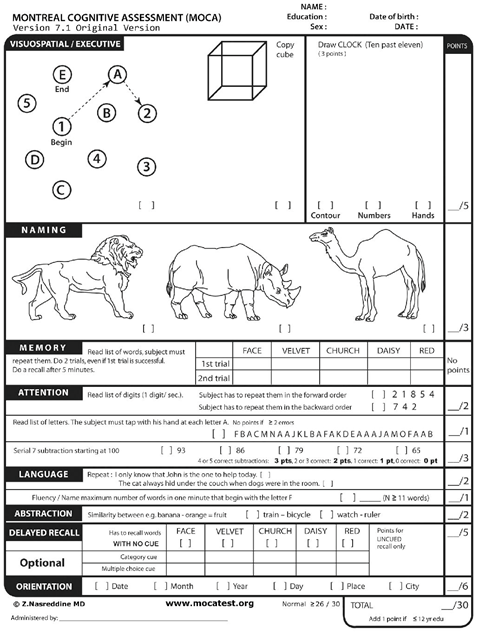 NAME :
MONTREAL COGNITIVE ASSESSMENT (MOCA)
Education :
Date of birth :
Version 7.1 Original Version
Sex :
DATE :
VISUOSPATIAL / EXECUTIVE
Copy
cube
Draw CLOCK (Ten past eleven)
( 3 points )
POINTS
E
End
A
5
B
2
1
Begin
D
4
3
C
[ ]
[ ]
[ ] [ ] [ ]
Contour Numbers Hands
__/5
NAMING
[ ]
[ ]
[ ]
__/3
MEMORY
Read list of words, subject must
repeat them. Do 2 trials, even if 1st trial is successful.
Do a recall after 5 minutes.
FACE VELVET CHURCH DAISY RED
1st trial
2nd trial
No
points
ATTENTION
Read list of digits (1 digit/ sec.).
Subject has to repeat them in the forward order [ ] 2 1 8 5 4
Subject has to repeat them in the backward order [ ] 7 4 2
__/2
Read list of letters. The subject must tap with his hand at each letter A. No points if ≥ 2 errors
[ ] F B A C M N A A J K L B A F A K D E A A A J A M O F A A B
__/1
Serial 7 subtraction starting at 100 [ ] 93 [ ] 86 [ ] 79 [ ] 72 [ ] 65
4 or 5 correct subtractions: 3 pts, 2 or 3 correct: 2 pts, 1 correct: 1 pt, 0 correct: 0 pt
__/3
LANGUAGE
Repeat : I only know that John is the one to help today. [ ]
The cat always hid under the couch when dogs were in the room. [ ]
__/2
Fluency / Name maximum number of words in one minute that begin with the letter F [ ] _____ (N ≥ 11 words)
__/1
ABSTRACTION
Similarity between e.g. banana - orange = fruit [ ] train – bicycle [ ] watch - ruler
__/2
DELAYED RECALL
Has to recall words
WITH NO CUE
FACE VELVET CHURCH DAISY RED
[ ] [ ] [ ] [ ] [ ]
Points for
UNCUED
recall only
__/5
Optional
Category cue
Multiple choice cue
ORIENTATION
[ ] Date [ ] Month [ ] Year [ ] Day [ ] Place [ ] City
__/6
© Z.Nasreddine MD
www.mocatest.org
Normal ≥ 26 / 30
TOTAL
__/30
Administered by:
Add 1 point if ≤ 12 yr edu